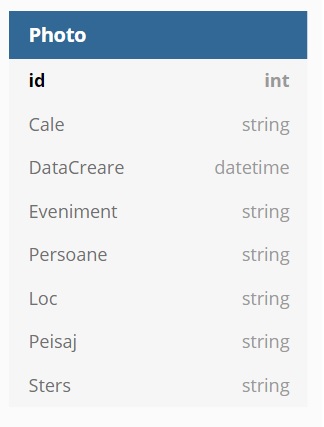 Photo
id int
Cale string
DataCreare datetime
Eveniment string
Persoane string
Loc string
Peisaj string
Sters string